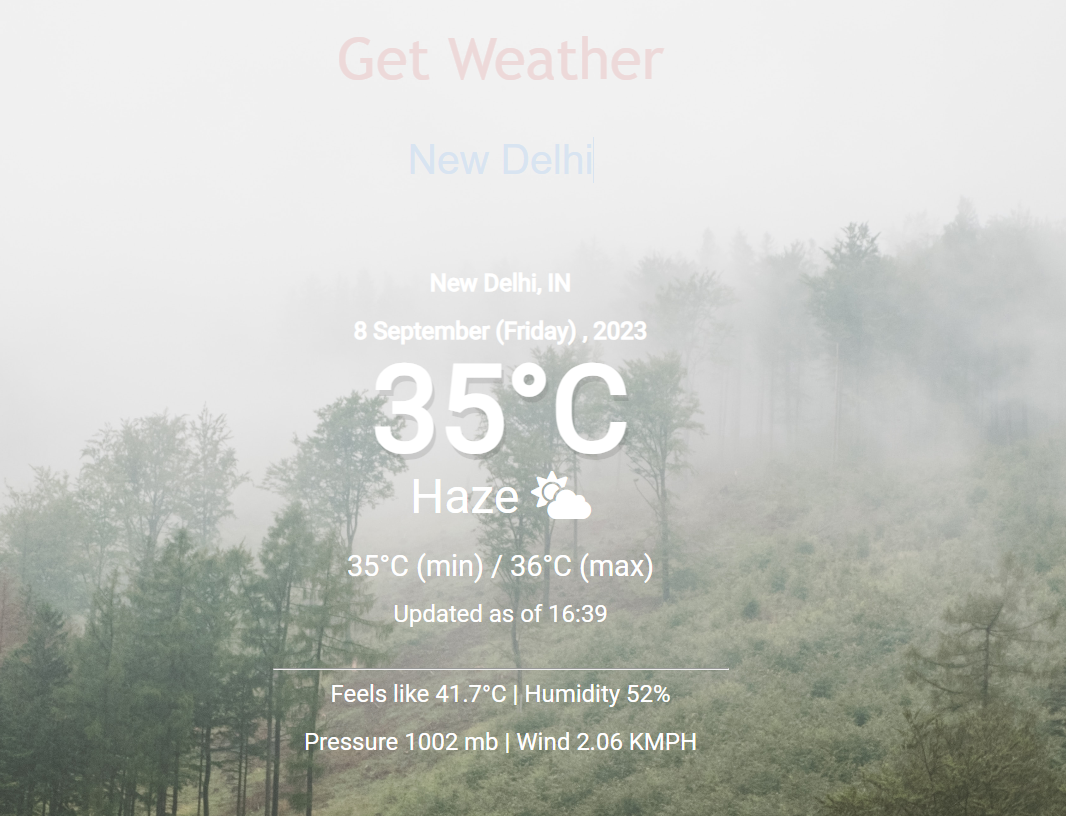 Get Weather
New Delhi
New Delhi, IN
8 September (Friday) , 2023
35°C
Haze
35°C (min) / 36°C (max)
Updated as of 16:39
Feels like 41.7°C | Humidity 52%
Pressure 1002 mb | Wind 2.06 KMPH